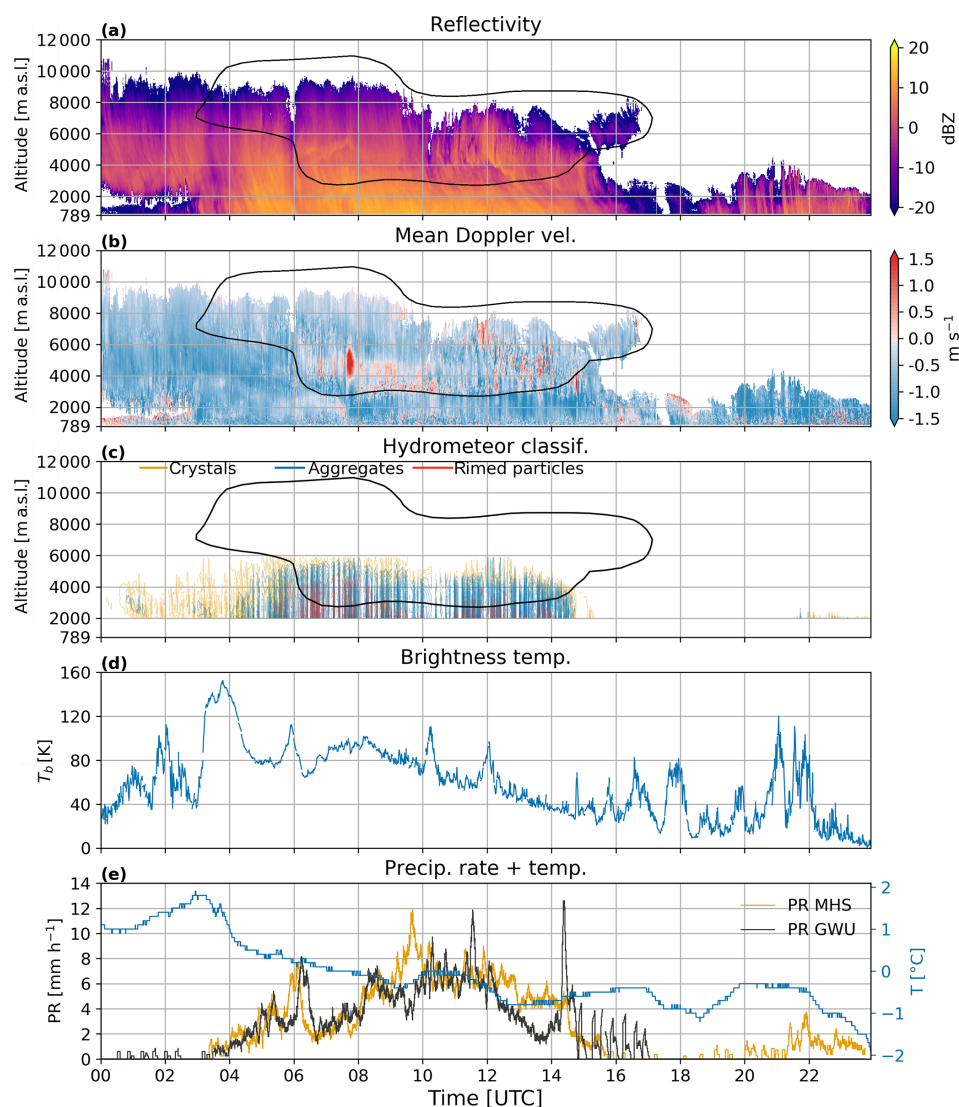 (a)
Reflectivity
12 000
10 000
8000
6000
4000
2000
789
Altitude [m a.s.l.]
20
10
0
-10
-20
dBZ
(b)
Mean Doppler vel.
12 000
10 000
8000
6000
4000
2000
789
Altitude [m a.s.l.]
1.5
1.0
0.5
0.0
-0.5
-1.0
-1.5
m s⁻¹
(c)
Hydrometeor classif.
Crystals
Aggregates
Rimed particles
12 000
10 000
8000
6000
4000
2000
789
Altitude [m a.s.l.]
(d)
Brightness temp.
160
120
80
40
0
T_b [K]
(e)
Precip. rate + temp.
14
12
10
8
6
4
2
0
PR [mm h⁻¹]
PR MHS
PR GWU
2
1
0
−1
−2
T [°C]
00 02 04 06 08 10 12 14 16 18 20 22
Time [UTC]